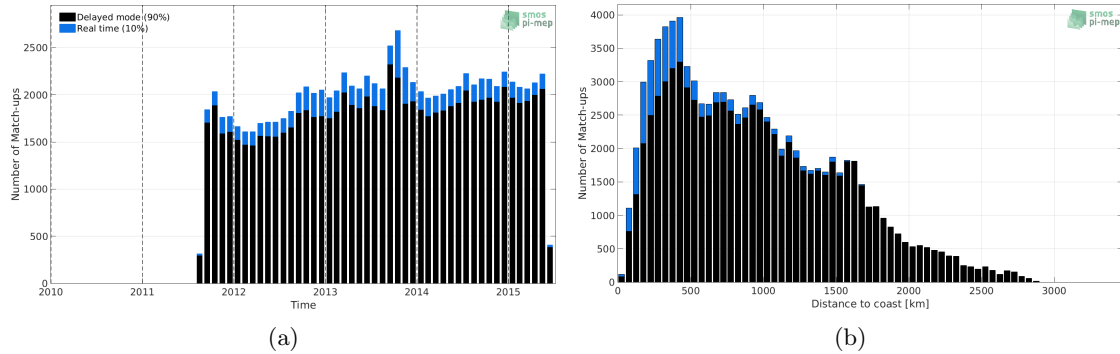 Delayed mode (90%)
Real time (10%)
smos
pi-mep
Number of Match-ups
2500
2000
1500
1000
500
0
2010
2011
2012
2013
2014
2015
Time
(a)
smos
pi-mep
Number of Match-ups
4000
3500
3000
2500
2000
1500
1000
500
0
0
500
1000
1500
2000
2500
3000
Distance to coast [km]
(b)